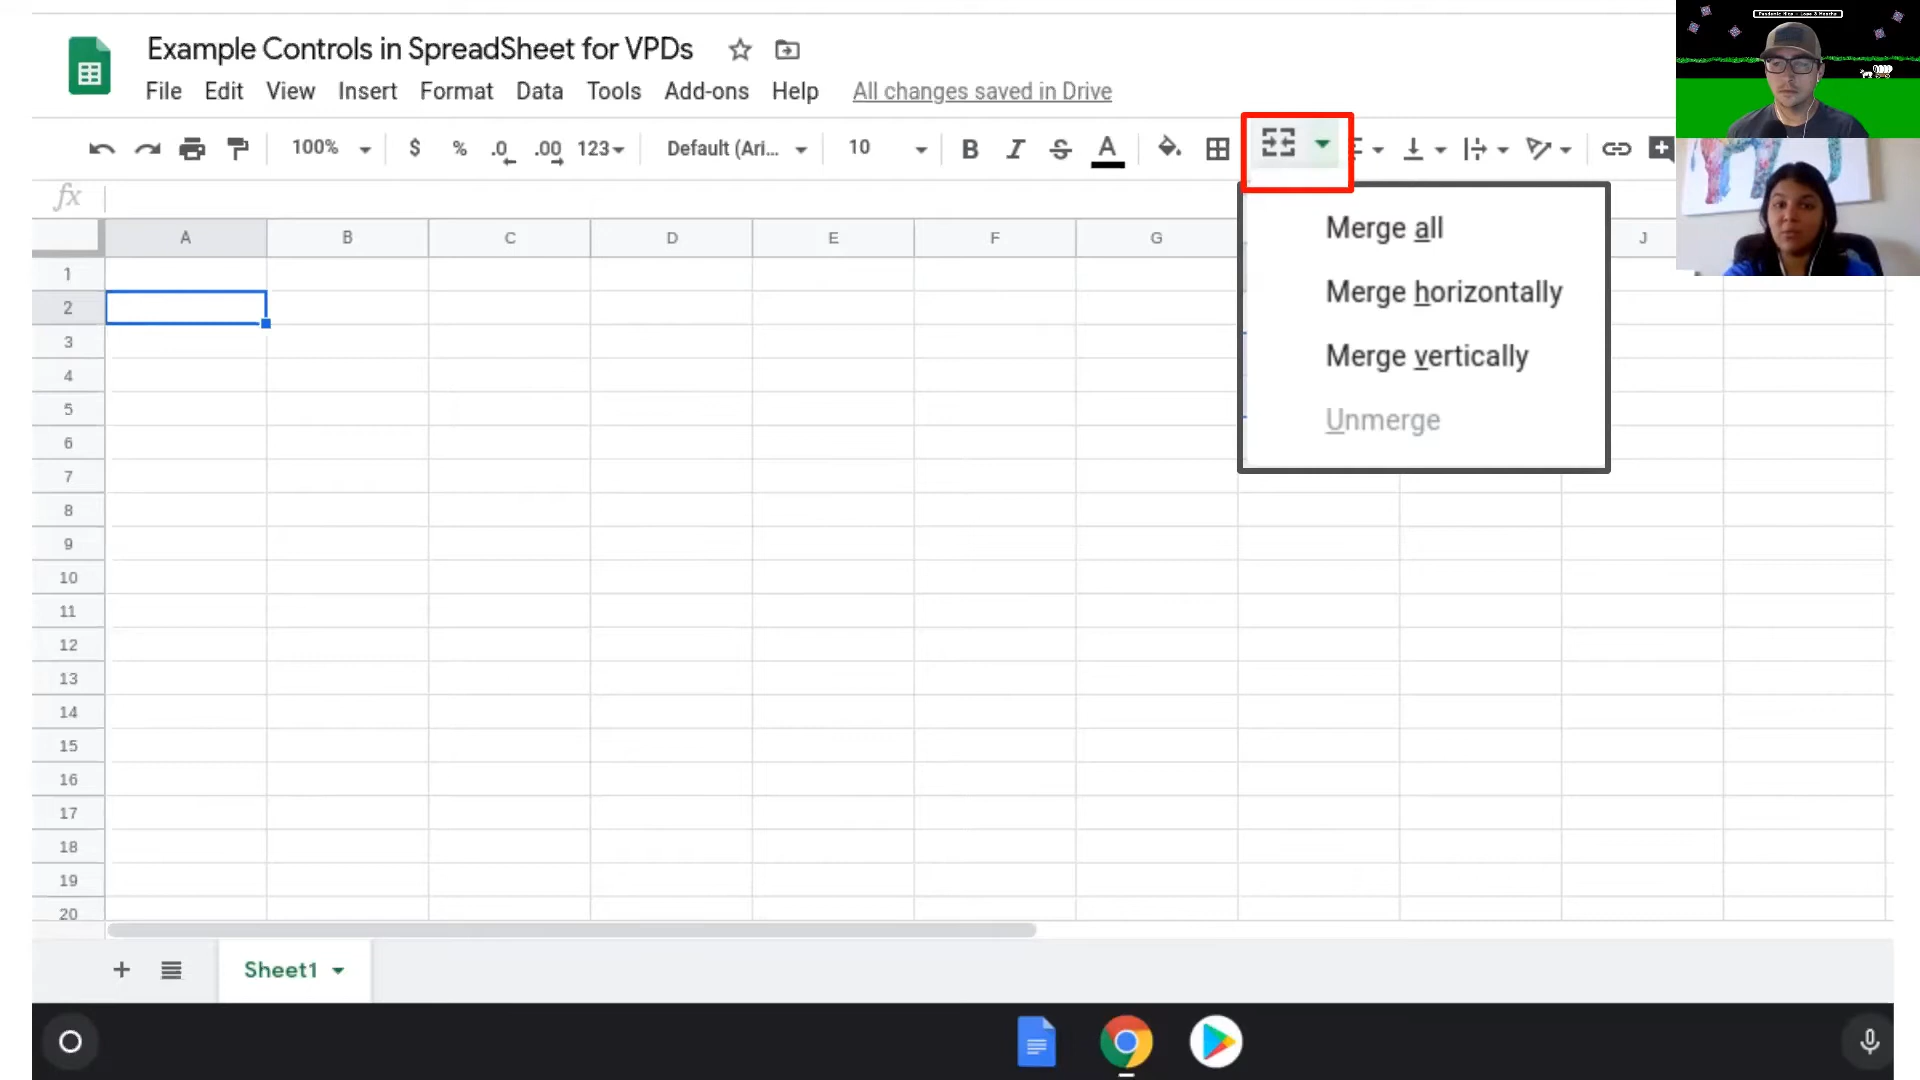 Example Controls in SpreadSheet for VPDs
File Edit View Insert Format Data Tools Add-ons Help All changes saved in Drive
100% $ % .0 .00 123 Default (Ari... 10 B I S A
fx
A B C D E F G J
1
2
3
4
5
6
7
8
9
10
11
12
13
14
15
16
17
18
19
20
Merge all
Merge horizontally
Merge vertically
Unmerge
Sheet1